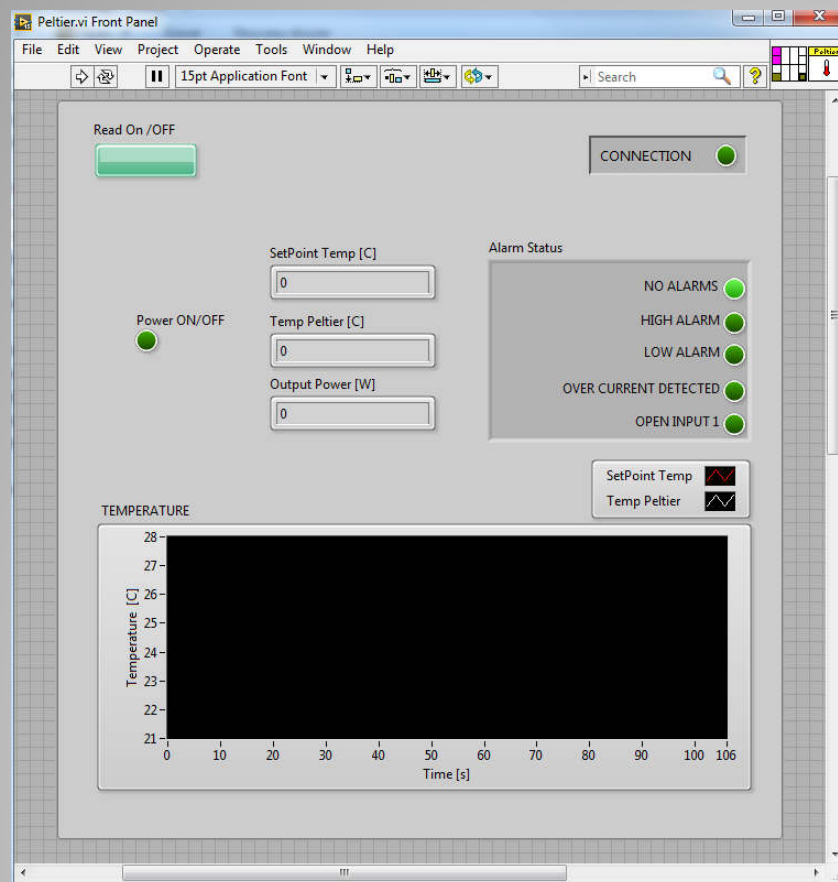 Peltier.vi Front Panel
File Edit View Project Operate Tools Window Help
15pt Application Font
Search
?
Peltier
Read On /OFF
CONNECTION
SetPoint Temp [C]
0
Alarm Status
NO ALARMS
Power ON/OFF
Temp Peltier [C]
0
HIGH ALARM
LOW ALARM
Output Power [W]
0
OVER CURRENT DETECTED
OPEN INPUT 1
SetPoint Temp
Temp Peltier
TEMPERATURE
28
27
26
25
24
23
22
21
Temperature [C]
0 10 20 30 40 50 60 70 80 90 100 106
Time [s]